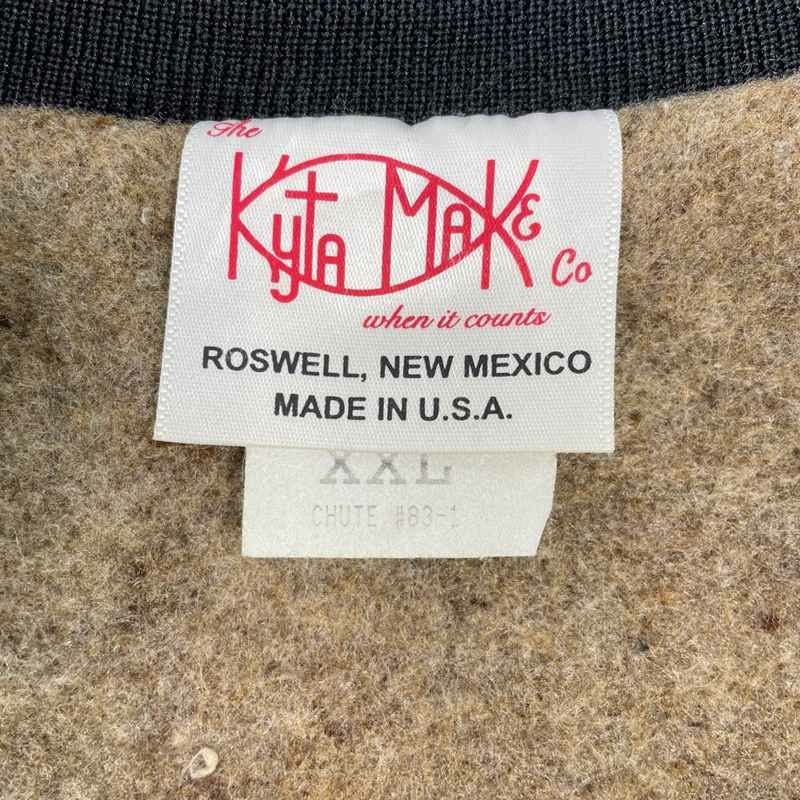 The
Kyta Make
Co
when it counts
ROSWELL, NEW MEXICO
MADE IN U.S.A.
XXL
CHUTE #83-1